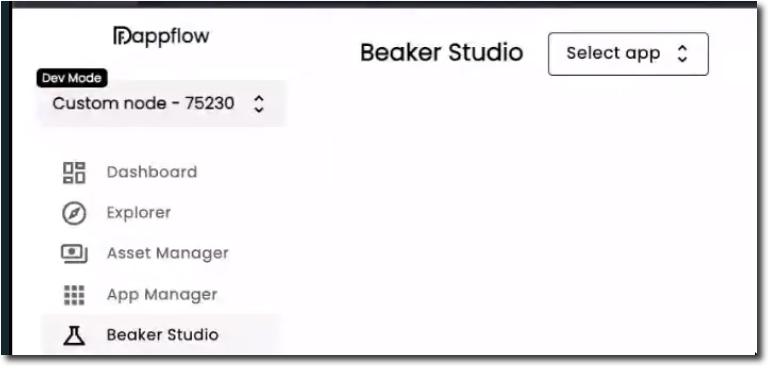 Dappflow
Beaker Studio
Select app
Dev Mode
Custom node - 75230
Dashboard
Explorer
Asset Manager
App Manager
Beaker Studio